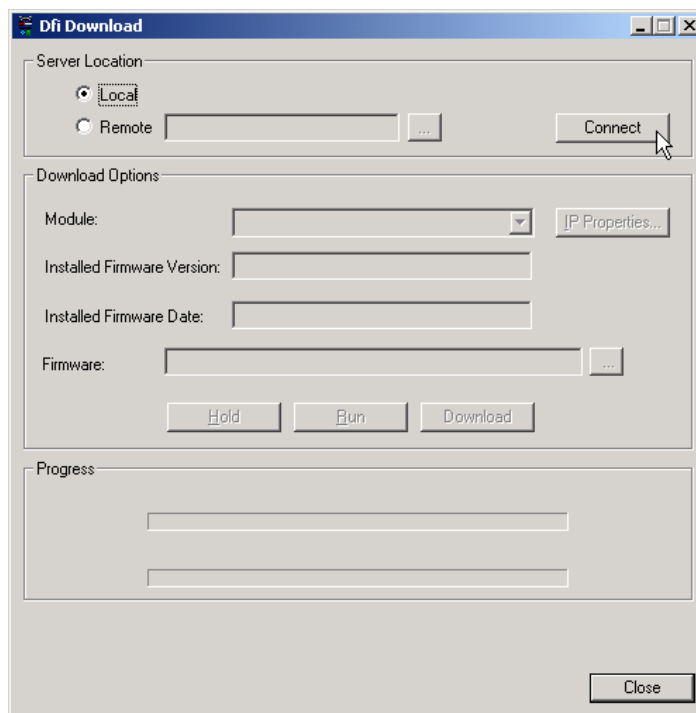 Dfi Download
Server Location
Local
Remote ... Connect
Download Options
Module: IP Properties...
Installed Firmware Version:
Installed Firmware Date:
Firmware: ...
Hold Run Download
Progress
Close